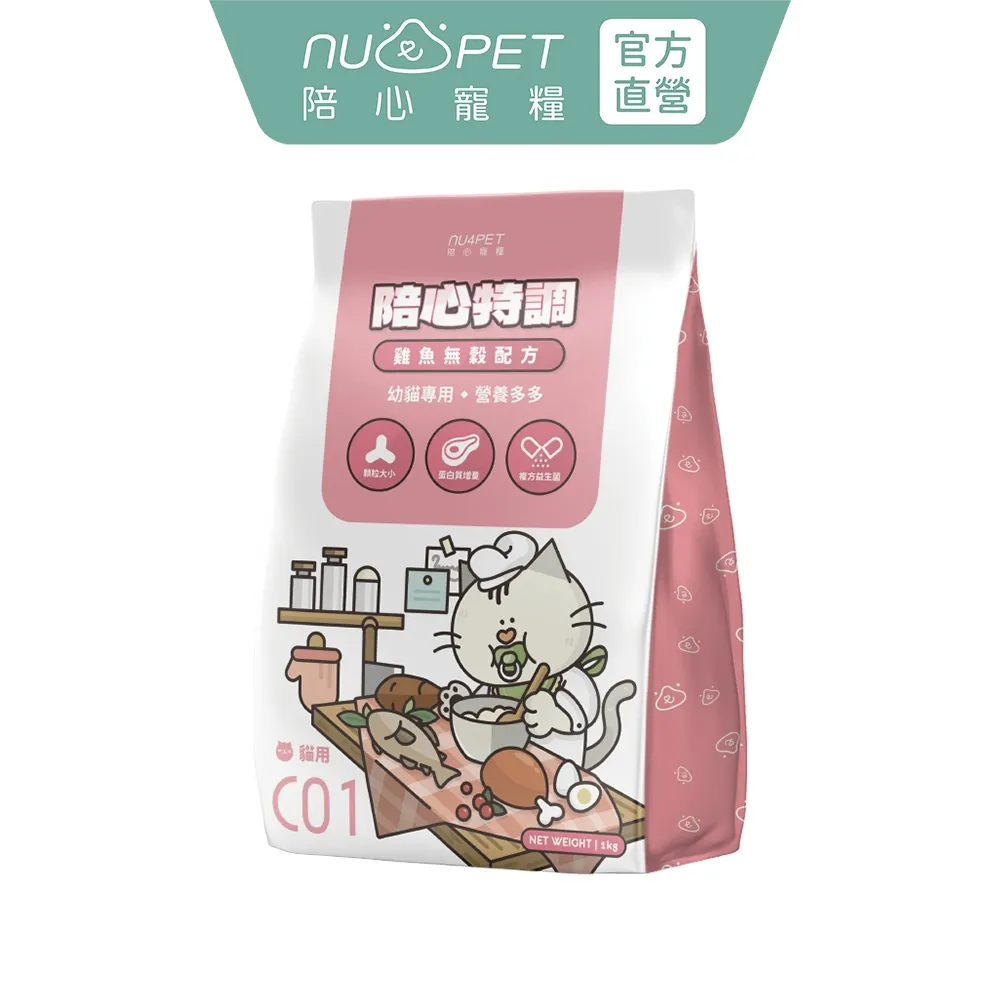 NU PET
陪心寵糧
官方
直營
NU4PET
陪心寵糧
陪心特調
雞魚無穀配方
幼貓專用◆營養多多
顆粒大小
蛋白質增量
複方益生菌
貓用
C01
NET WEIGHT | 1kg